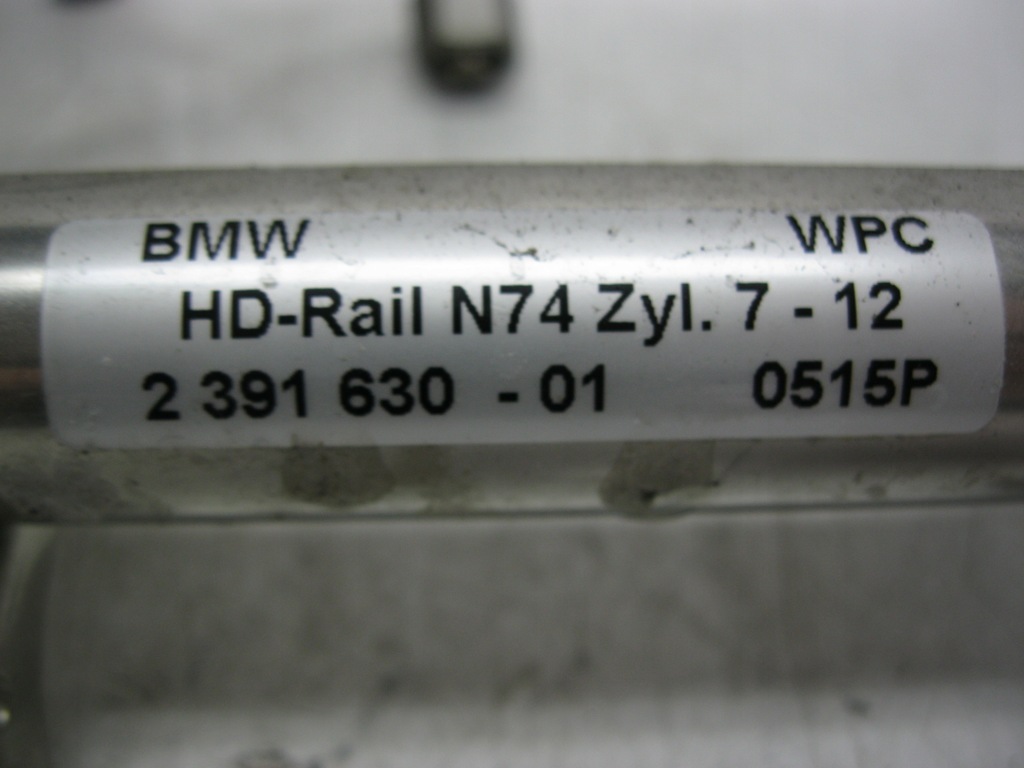 BMW WPC
HD-Rail N74 Zyl. 7 - 12
2 391 630 - 01 0515P